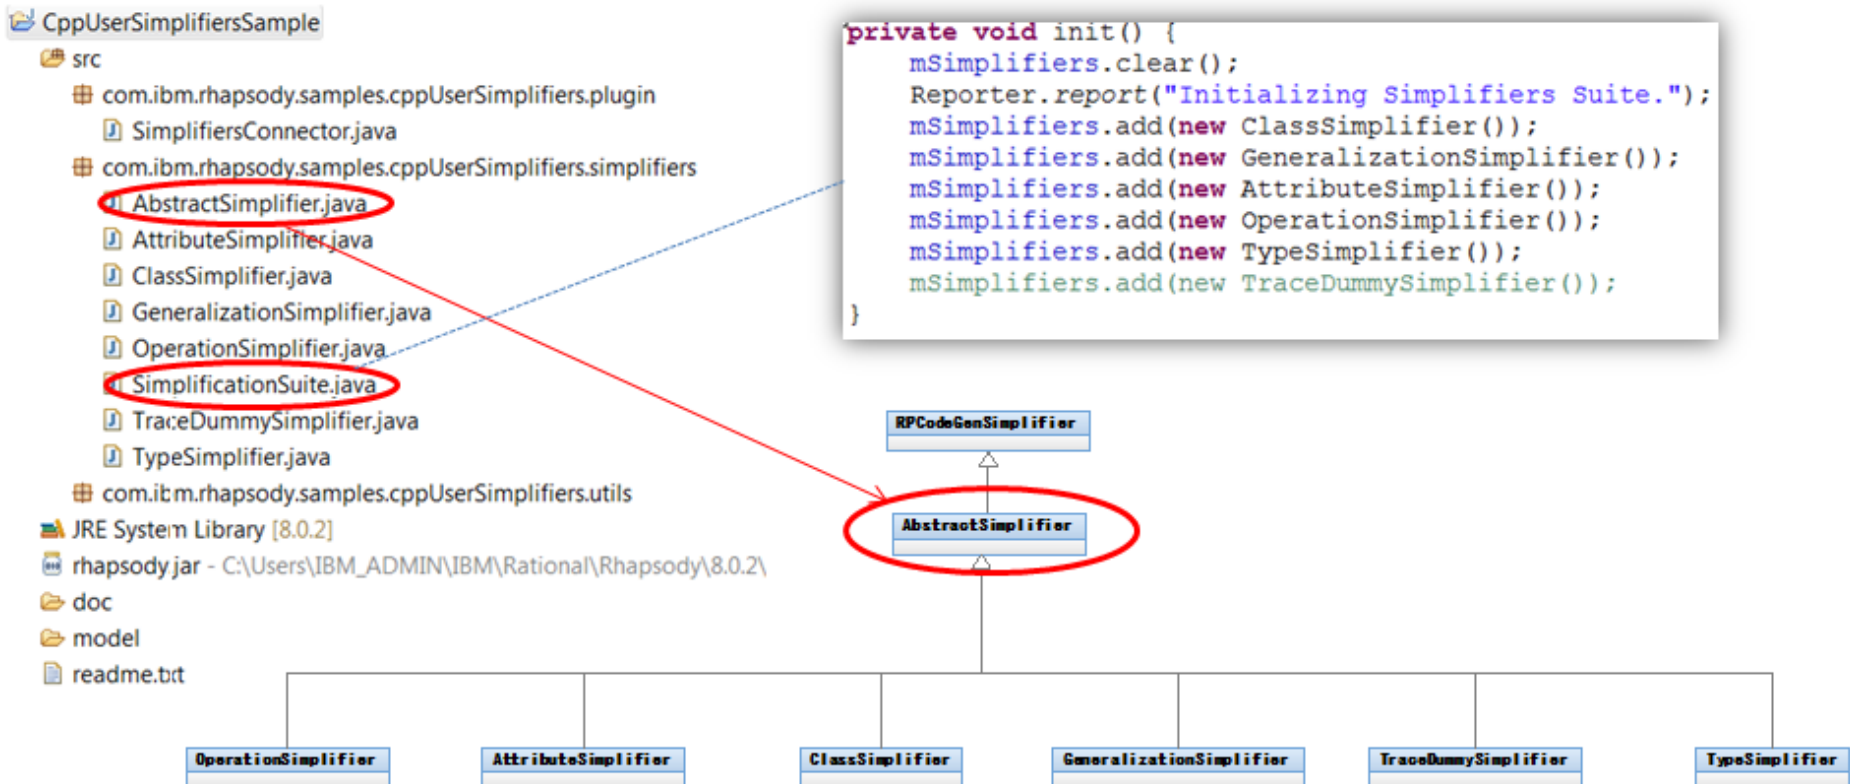 CppUserSimplifiersSample
src
com.ibm.rhapsody.samples.cppUserSimplifiers.plugin
SimplifiersConnector.java
com.ibm.rhapsody.samples.cppUserSimplifiers.simplifiers
AbstractSimplifier.java
AttributeSimplifier.java
ClassSimplifier.java
GeneralizationSimplifier.java
OperationSimplifier.java
SimplificationSuite.java
TraceDummySimplifier.java
TypeSimplifier.java
com.ibm.rhapsody.samples.cppUserSimplifiers.utils
JRE System Library [8.0.2]
rhapsody.jar - C:\Users\IBM_ADMIN\IBM\Rational\Rhapsody\8.0.2\
doc
model
readme.txt
private void init() {
mSimplifiers.clear();
Reporter.report("Initializing Simplifiers Suite.");
mSimplifiers.add(new ClassSimplifier());
mSimplifiers.add(new GeneralizationSimplifier());
mSimplifiers.add(new AttributeSimplifier());
mSimplifiers.add(new OperationSimplifier());
mSimplifiers.add(new TypeSimplifier());
mSimplifiers.add(new TraceDummySimplifier());
}
RPCodeGenSimplifier
AbstractSimplifier
OperationSimplifier
AttributeSimplifier
ClassSimplifier
GeneralizationSimplifier
TraceDummySimplifier
TypeSimplifier